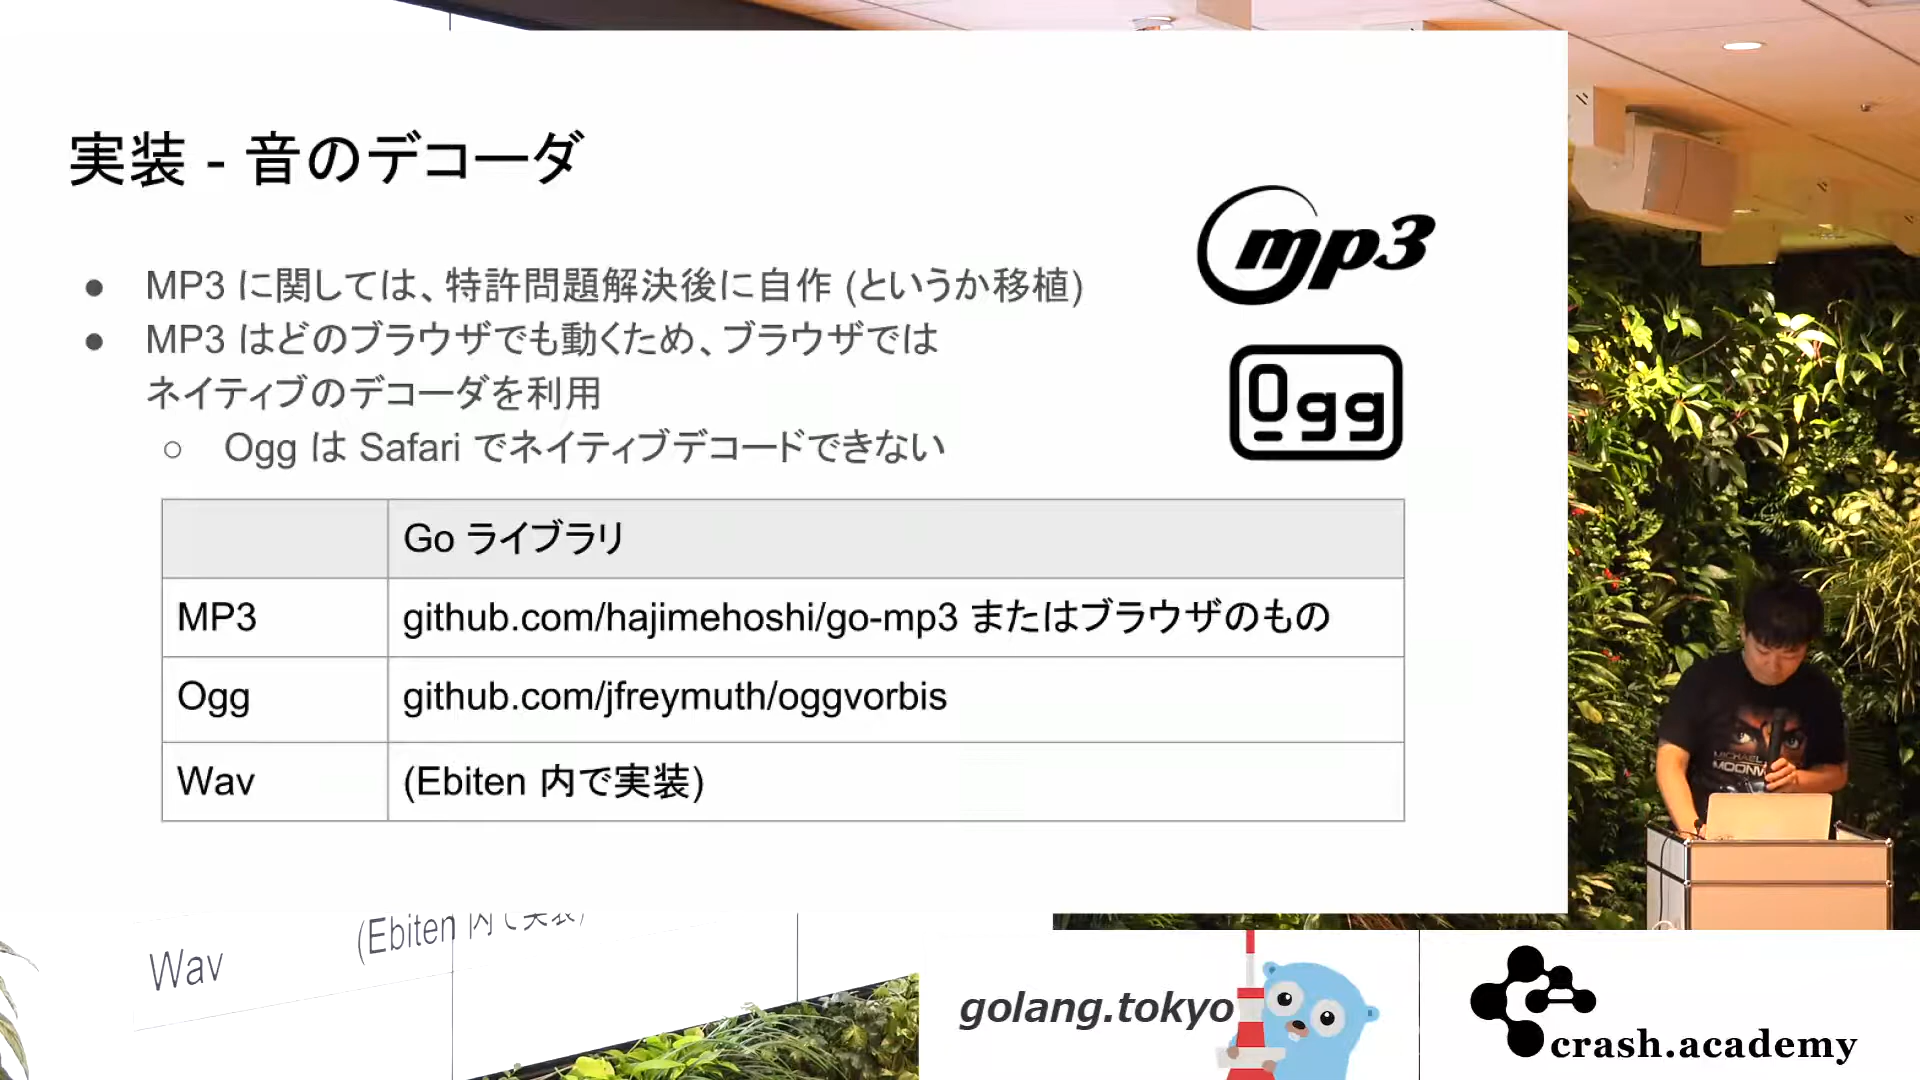 実装 - 音のデコーダ
● MP3 に関しては、特許問題解決後に自作 (というか移植)
● MP3 はどのブラウザでも動くため、ブラウザでは
ネイティブのデコーダを利用
○ Ogg は Safari でネイティブデコードできない
mp3
Ogg
Go ライブラリ
MP3 github.com/hajimehoshi/go-mp3 またはブラウザのもの
Ogg github.com/jfreymuth/oggvorbis
Wav (Ebiten 内で実装)
Wav (Ebiten 内で実装)
MICHAEL
golang.tokyo
crash.academy